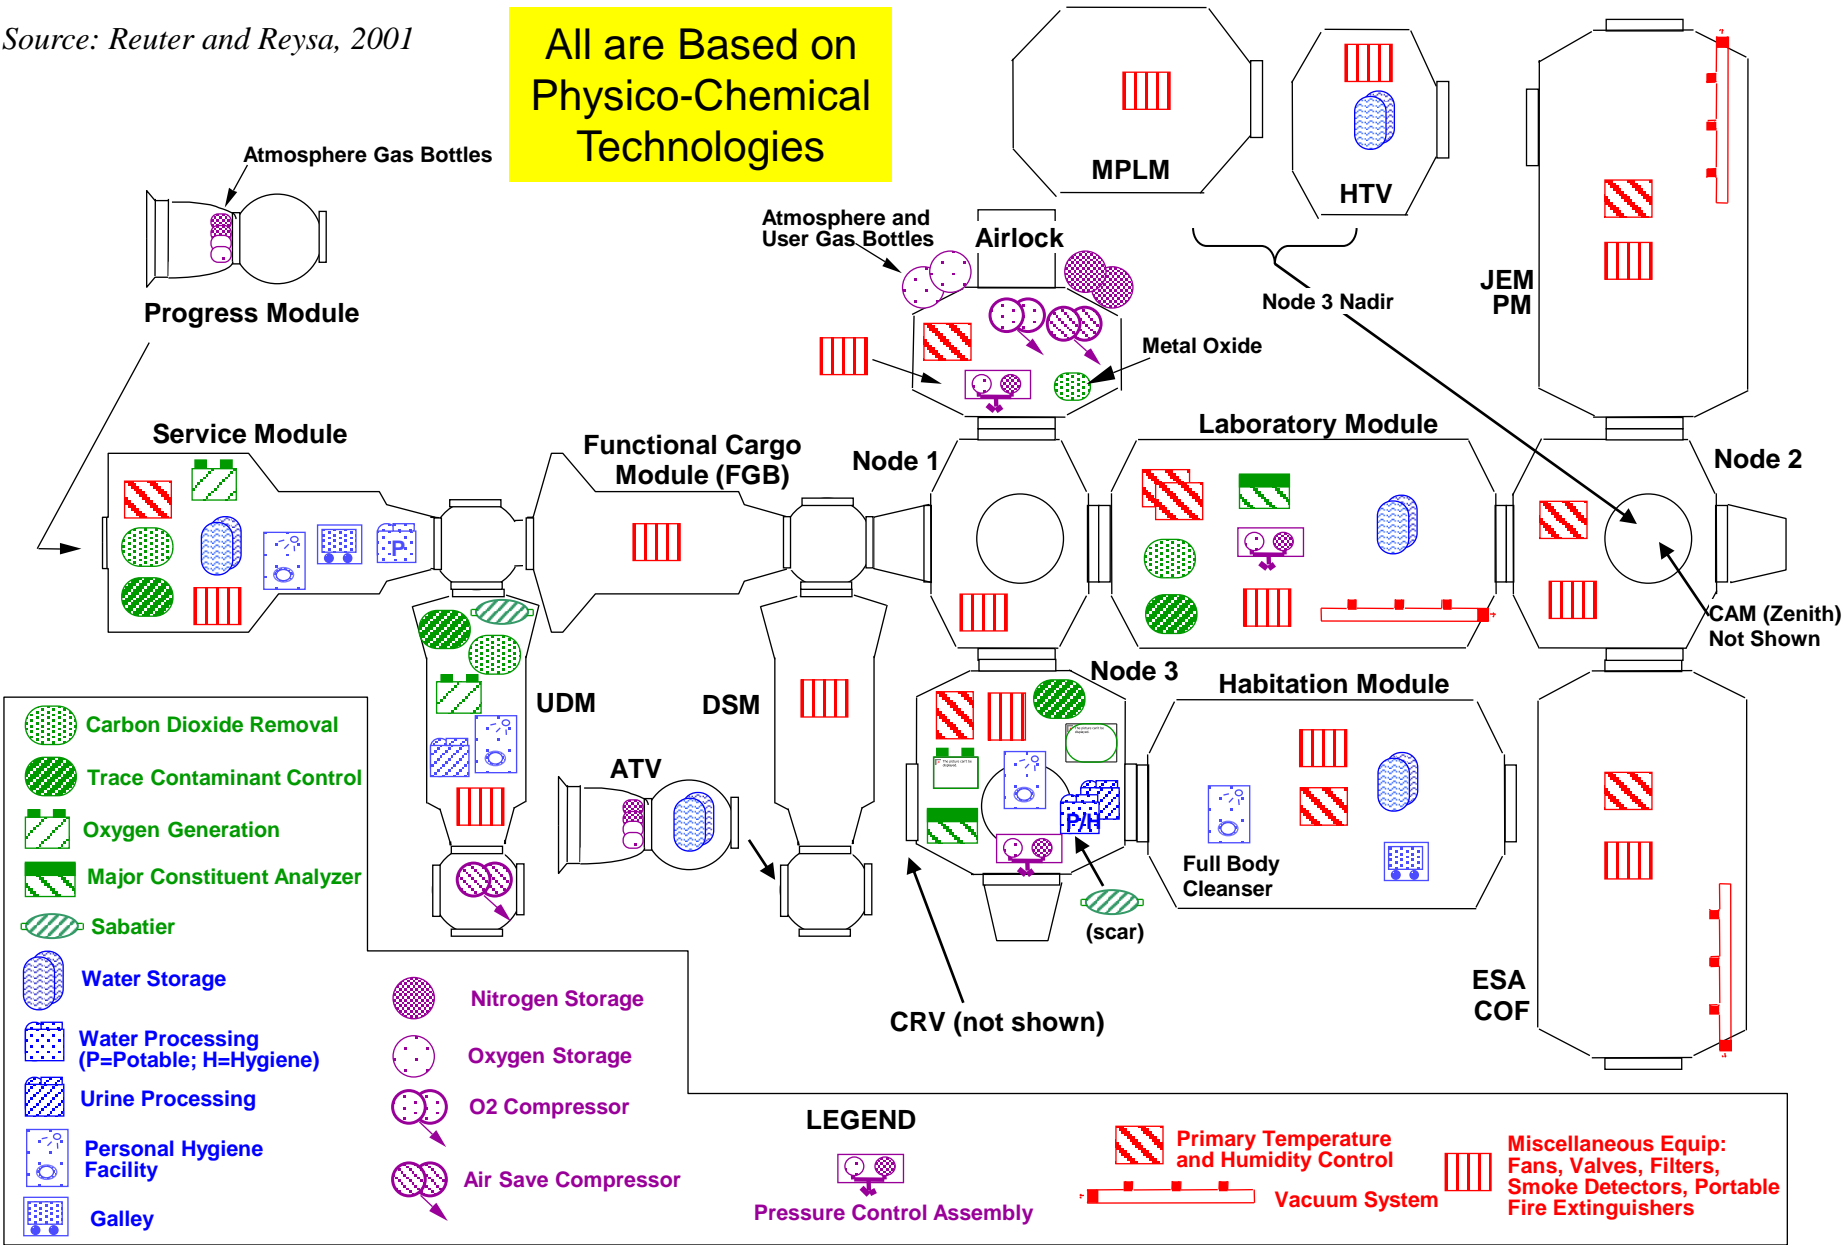 Source: Reuter and Reysa, 2001
All are Based on
Physico-Chemical
Technologies
MPLM
HTV
Atmosphere Gas Bottles
Progress Module
Atmosphere and
User Gas Bottles
Airlock
Node 3 Nadir
JEM
PM
Metal Oxide
Service Module
Functional Cargo
Module (FGB)
Node 1
Laboratory Module
Node 2
P
CAM (Zenith)
Not Shown
UDM
DSM
Node 3
Habitation Module
ATV
P/H
Full Body
Cleanser
(scar)
CRV (not shown)
ESA
COF
Carbon Dioxide Removal
Trace Contaminant Control
Oxygen Generation
Major Constituent Analyzer
Sabatier
Water Storage
Water Processing
(P=Potable; H=Hygiene)
Urine Processing
Personal Hygiene
Facility
Galley
Nitrogen Storage
Oxygen Storage
O2 Compressor
Air Save Compressor
LEGEND
Pressure Control Assembly
Primary Temperature
and Humidity Control
Vacuum System
Miscellaneous Equip:
Fans, Valves, Filters,
Smoke Detectors, Portable
Fire Extinguishers